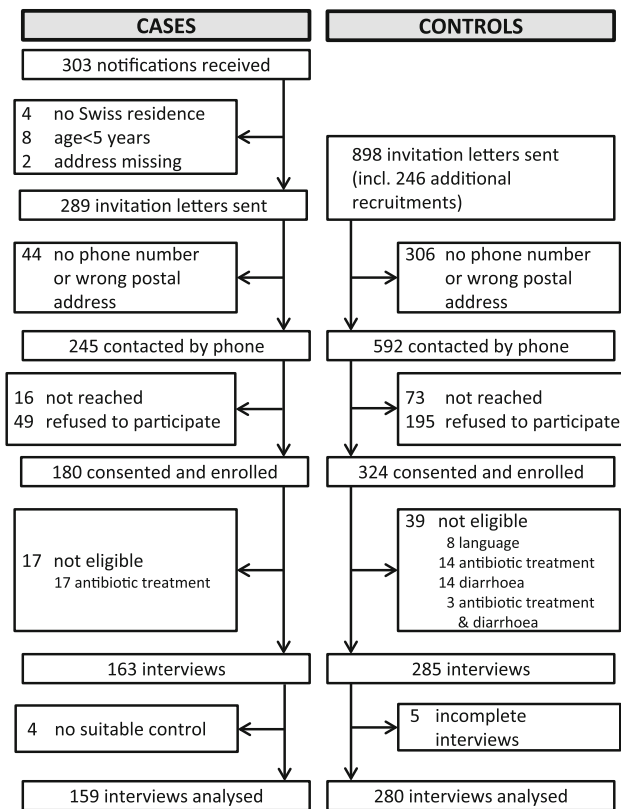 CASES
303 notifications received
4 no Swiss residence
8 age<5 years
2 address missing
289 invitation letters sent
44 no phone number
or wrong postal
address
245 contacted by phone
16 not reached
49 refused to participate
180 consented and enrolled
17 not eligible
17 antibiotic treatment
163 interviews
4 no suitable control
159 interviews analysed
CONTROLS
898 invitation letters sent
(incl. 246 additional
recruitments)
306 no phone number
or wrong postal
address
592 contacted by phone
73 not reached
195 refused to participate
324 consented and enrolled
39 not eligible
8 language
14 antibiotic treatment
14 diarrhoea
3 antibiotic treatment
& diarrhoea
285 interviews
5 incomplete
interviews
280 interviews analysed